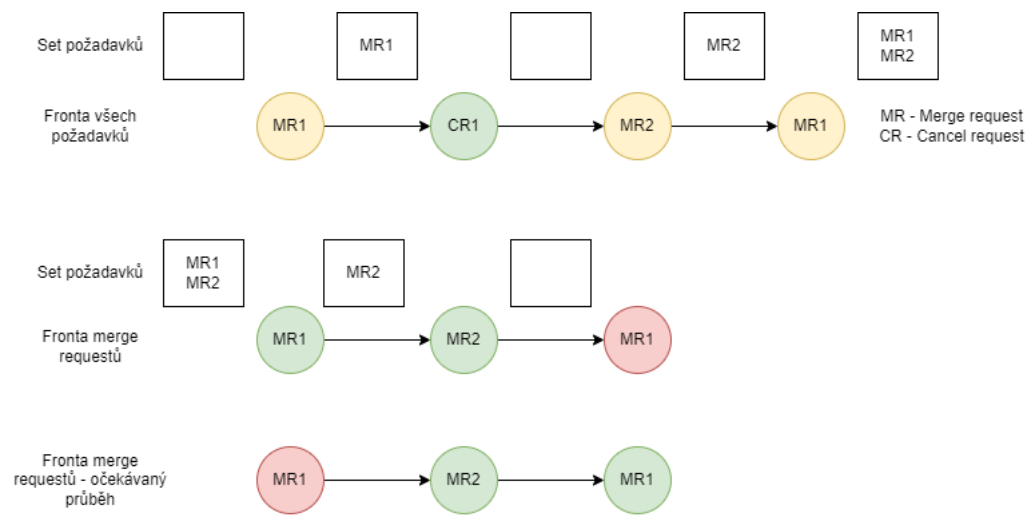 Set požadavků
MR1
MR2
MR1
MR2
Fronta všech
požadavků
MR1
CR1
MR2
MR1
MR - Merge request
CR - Cancel request
Set požadavků
MR1
MR2
MR2
Fronta merge
requestů
MR1
MR2
MR1
Fronta merge
requestů - očekávaný
průběh
MR1
MR2
MR1